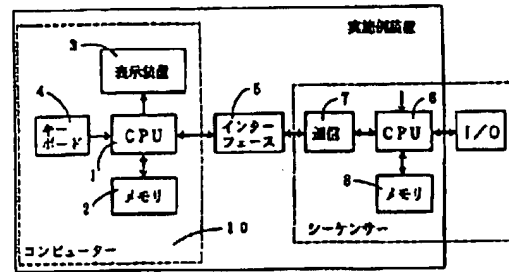 実施例装置
3
表示装置
4
5
7
6
キーボード
CPU
インターフェース
通信
CPU
I/O
1
2
メモリ
8
メモリ
コンピューター
10
シーケンサー